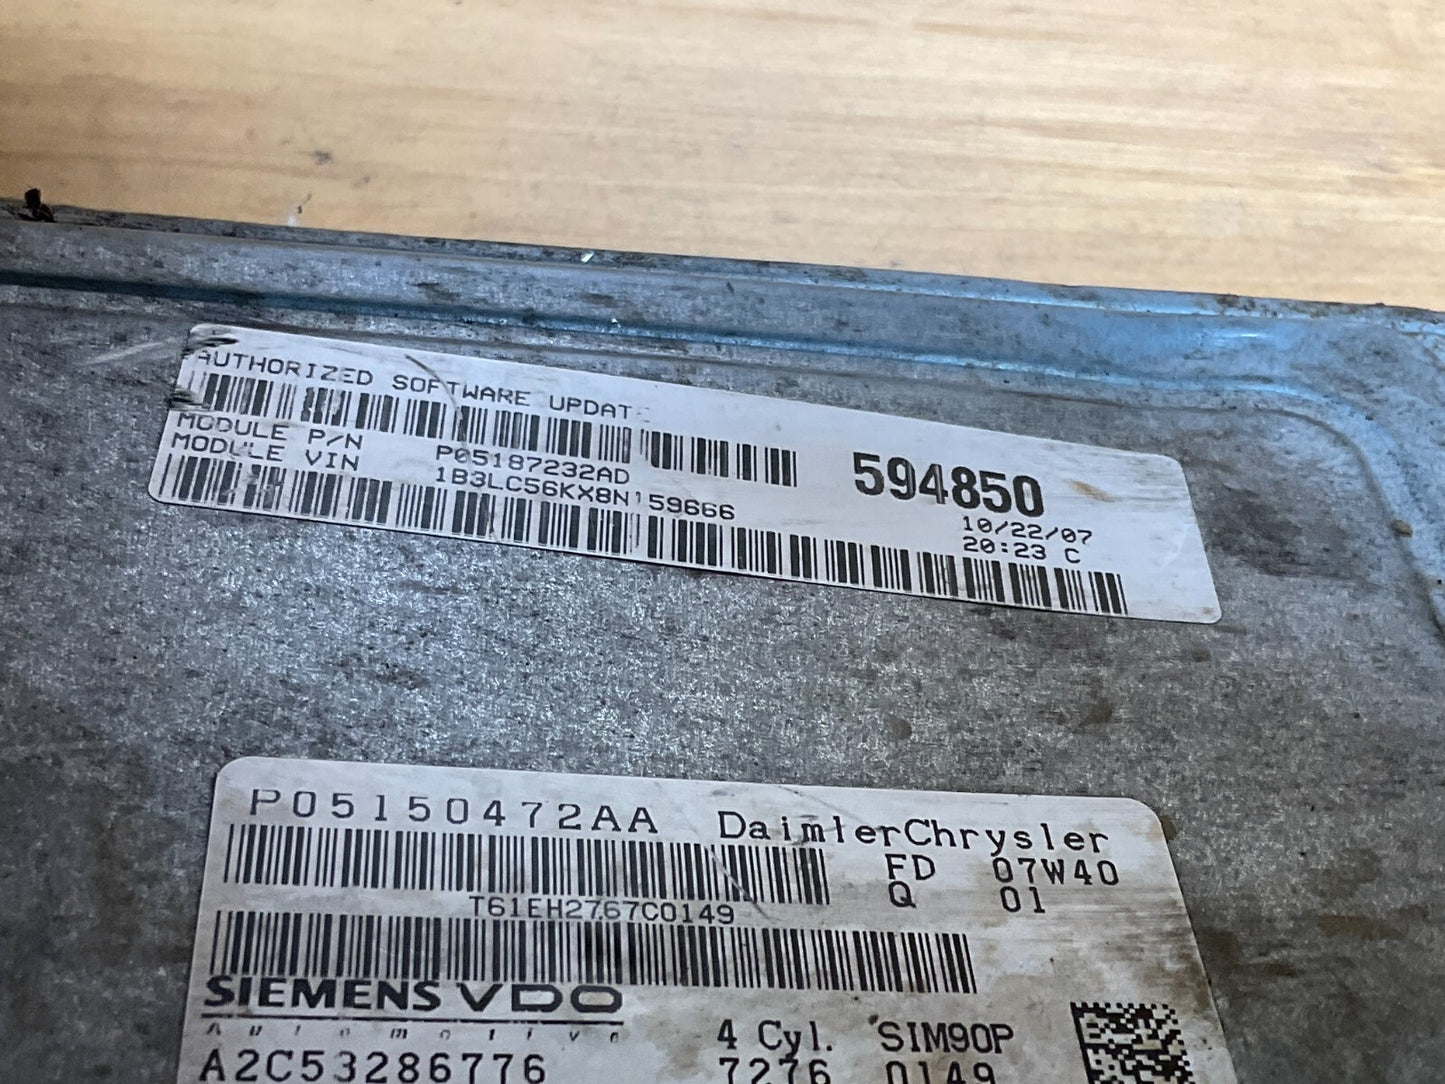 AUTHORIZED SOFTWARE UPDAT
MODULE P/N P05187232AD
MODULE VIN 1B3LC56KX8N159666
594850
10/22/07
20:23 C
P05150472AA DaimlerChrysler
FD 07W40
Q 01
T61EH2767C0149
SIEMENS VDO
Automotive
4 Cyl. SIM90P
A2C53286776 7276 0149